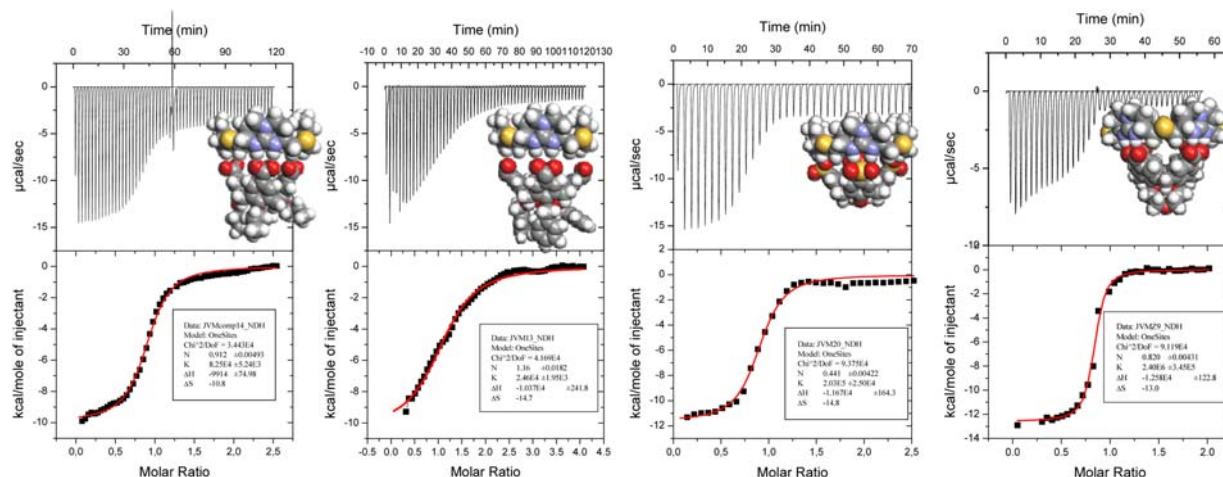 Time (min)
0 30 60 90 120
0
-5
-10
-15
µcal/sec
0
-2
-4
-6
-8
-10
kcal/mole of injectant
Data: JVMcomp14_NDH
Model: OneSites
Chi^2/DoF = 3.443E4
N 0.912 ±0.00493
K 8.25E4 ±5.24E3
ΔH -9914 ±74.98
ΔS -10.8
0,0 0,5 1,0 1,5 2,0 2,5
Molar Ratio
Time (min)
-10 0 10 20 30 40 50 60 70 80 90 100 110 120 130
0
-5
-10
-15
µcal/sec
0
-2
-4
-6
-8
-10
kcal/mole of injectant
Data: JVM13_NDH
Model: OneSites
Chi^2/DoF = 4.169E4
N 1.16 ±0.0182
K 2.46E4 ±1.95E3
ΔH -1.037E4 ±241.8
ΔS -14.7
-0.5 0.0 0.5 1.0 1.5 2.0 2.5 3.0 3.5 4.0 4.5
Molar Ratio
Time (min)
0 10 20 30 40 50 60 70
0
-5
-10
-15
µcal/sec
2
0
-2
-4
-6
-8
-10
-12
kcal/mole of injectant
Data: JVM20_NDH
Model: OneSites
Chi^2/DoF = 9.375E4
N 0.441 ±0.00422
K 2.03E5 ±2.50E4
ΔH -1.167E4 ±164.3
ΔS -14.8
0,0 0,5 1,0 1,5 2,0 2,5
Molar Ratio
Time (min)
0 10 20 30 40 50 60
0
-5
µcal/sec
0
-2
-4
-6
-8
-10
-12
-14
kcal/mole of injectant
Data: JVMZ9_NDH
Model: OneSites
Chi^2/DoF = 9.119E4
N 0.820 ±0.00431
K 2.40E6 ±3.45E5
ΔH -1.258E4 ±122.8
ΔS -13.0
0.0 0.5 1.0 1.5 2.0
Molar Ratio